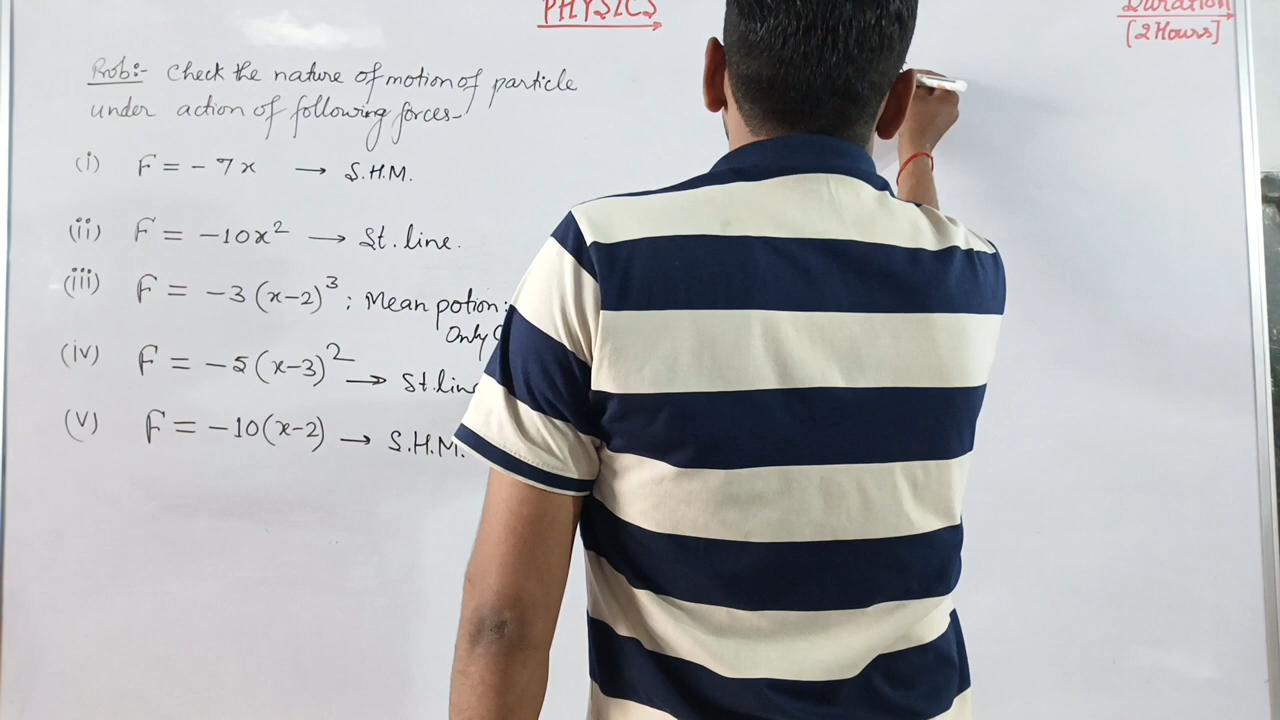 PHYSICS
Duration
[2 Hours]
Prob:- Check the nature of motion of particle
under action of following forces-
(i) F = - 7x → S.H.M.
(ii) F = -10x² → St. line.
(iii) F = -3(x-2)³ ; Mean potion:
Only
(iv) F = -5(x-3)² → St. line
(v) F = -10(x-2) → S.H.M.